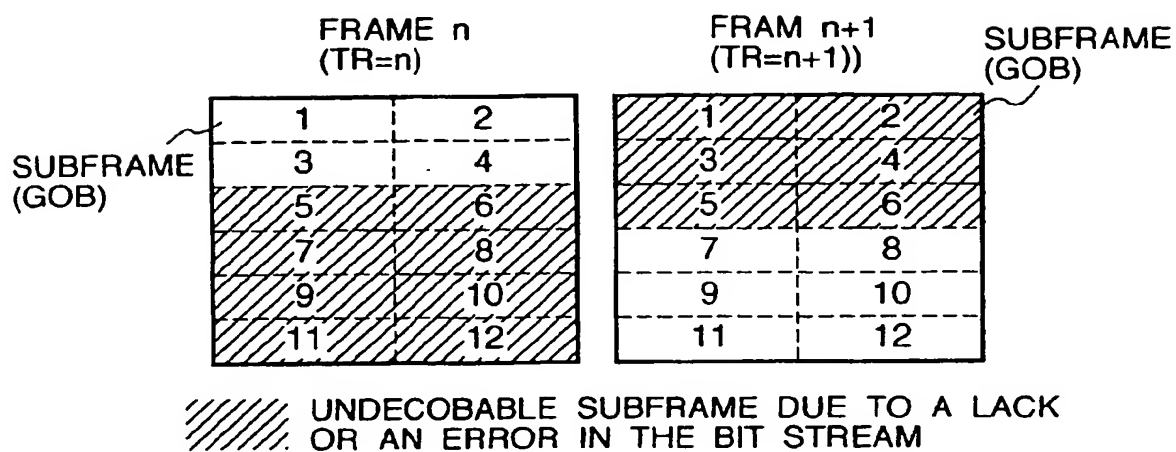 FRAME n
(TR=n)
FRAM n+1
(TR=n+1))
SUBFRAME
(GOB)
SUBFRAME
(GOB)
1 2
3 4
5 6
7 8
9 10
11 12
1 2
3 4
5 6
7 8
9 10
11 12
UNDECOBABLE SUBFRAME DUE TO A LACK
OR AN ERROR IN THE BIT STREAM